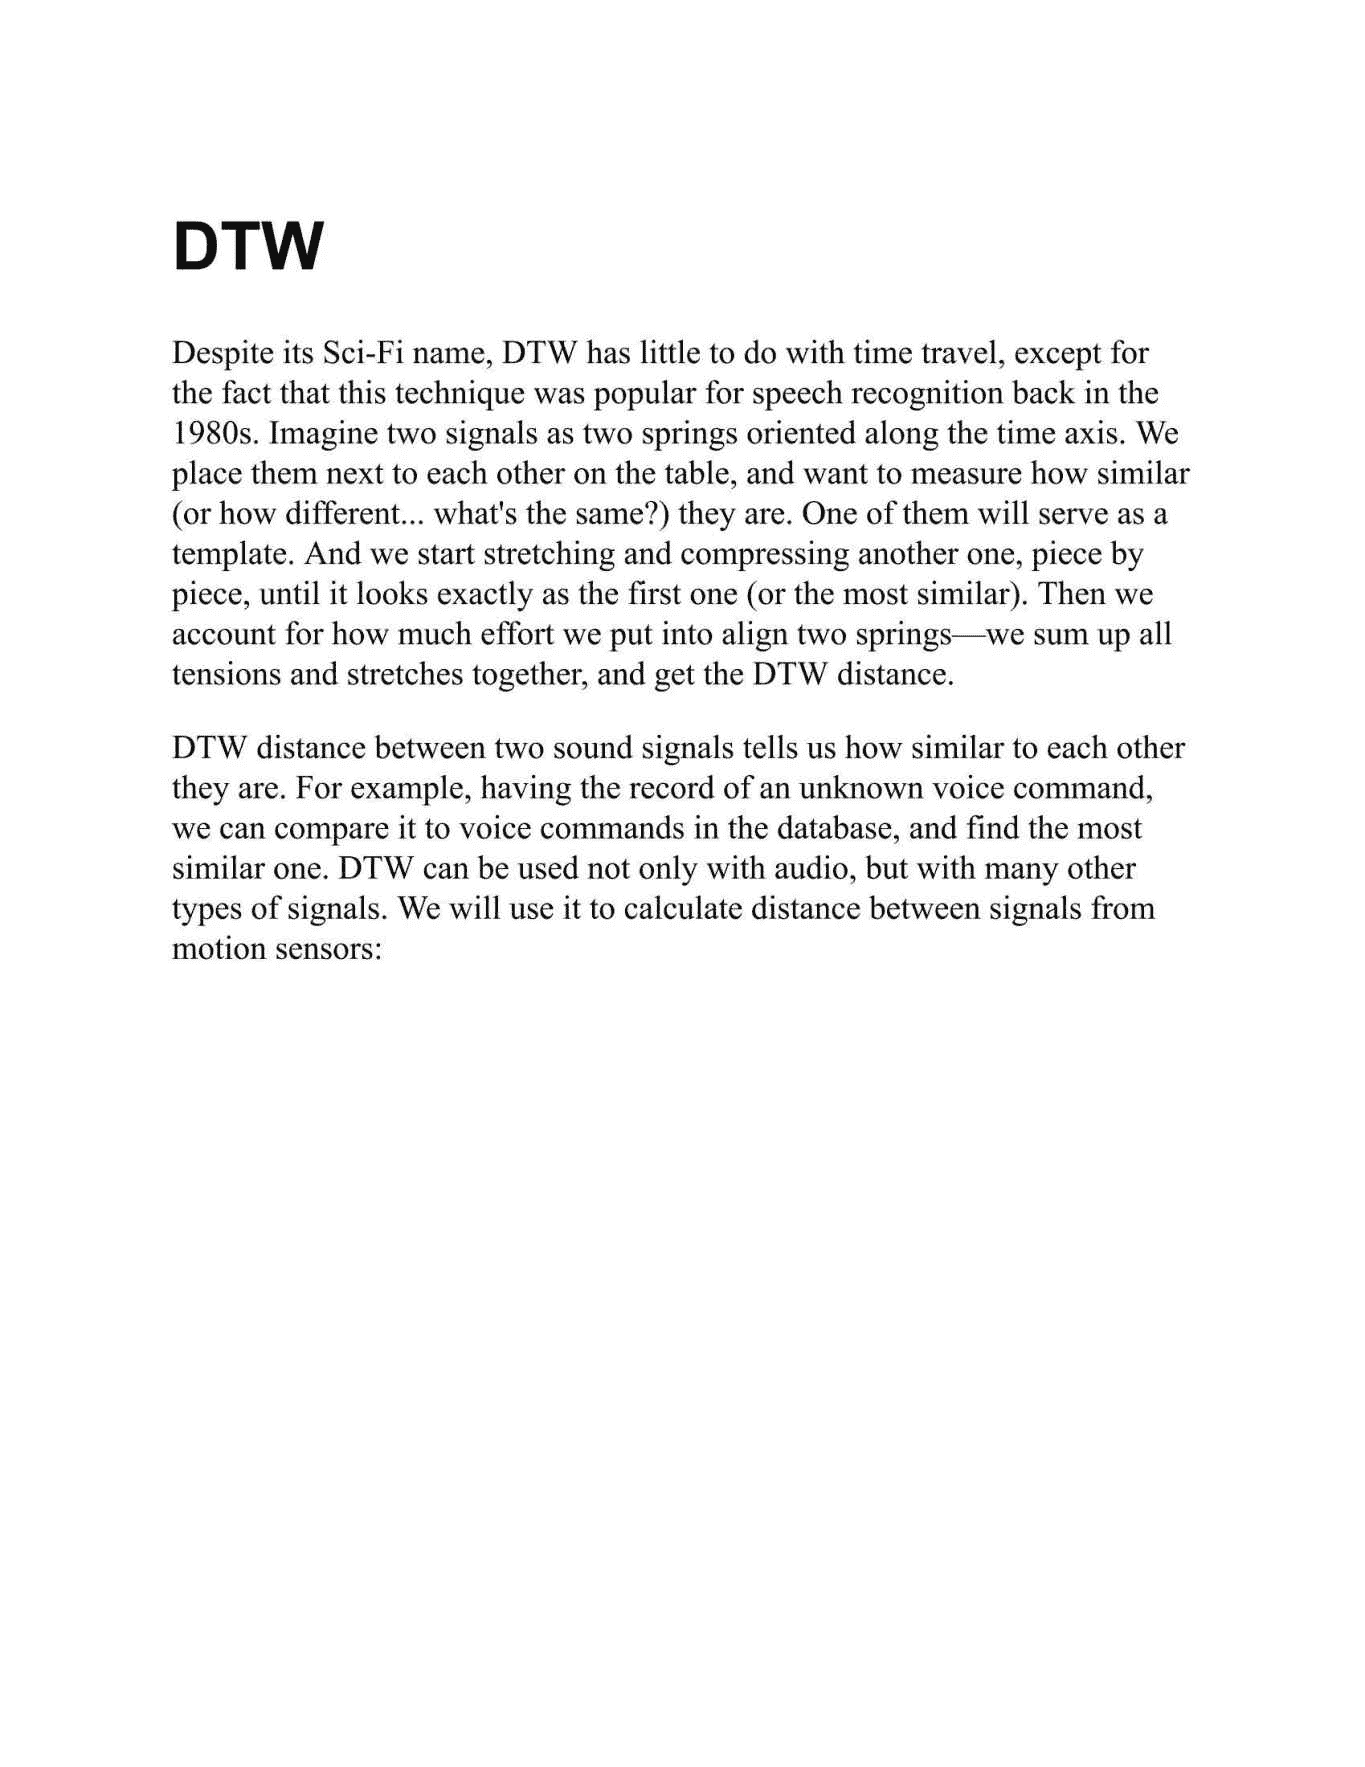 DTW
Despite its Sci-Fi name, DTW has little to do with time travel, except for
the fact that this technique was popular for speech recognition back in the
1980s. Imagine two signals as two springs oriented along the time axis. We
place them next to each other on the table, and want to measure how similar
(or how different... what's the same?) they are. One of them will serve as a
template. And we start stretching and compressing another one, piece by
piece, until it looks exactly as the first one (or the most similar). Then we
account for how much effort we put into align two springs—we sum up all
tensions and stretches together, and get the DTW distance.
DTW distance between two sound signals tells us how similar to each other
they are. For example, having the record of an unknown voice command,
we can compare it to voice commands in the database, and find the most
similar one. DTW can be used not only with audio, but with many other
types of signals. We will use it to calculate distance between signals from
motion sensors: